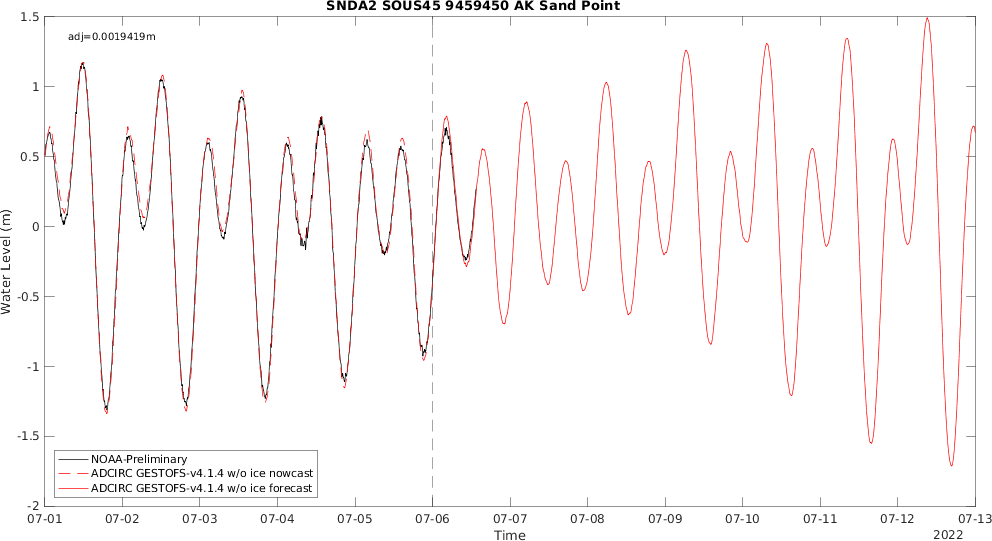 SNDA2 SOUS45 9459450 AK Sand Point
adj=0.0019419m
1.5
1
0.5
0
-0.5
-1
-1.5
-2
Water Level (m)
NOAA-Preliminary
ADCIRC GESTOFS-v4.1.4 w/o ice nowcast
ADCIRC GESTOFS-v4.1.4 w/o ice forecast
07-01 07-02 07-03 07-04 07-05 07-06 07-07 07-08 07-09 07-10 07-11 07-12 07-13
Time
2022